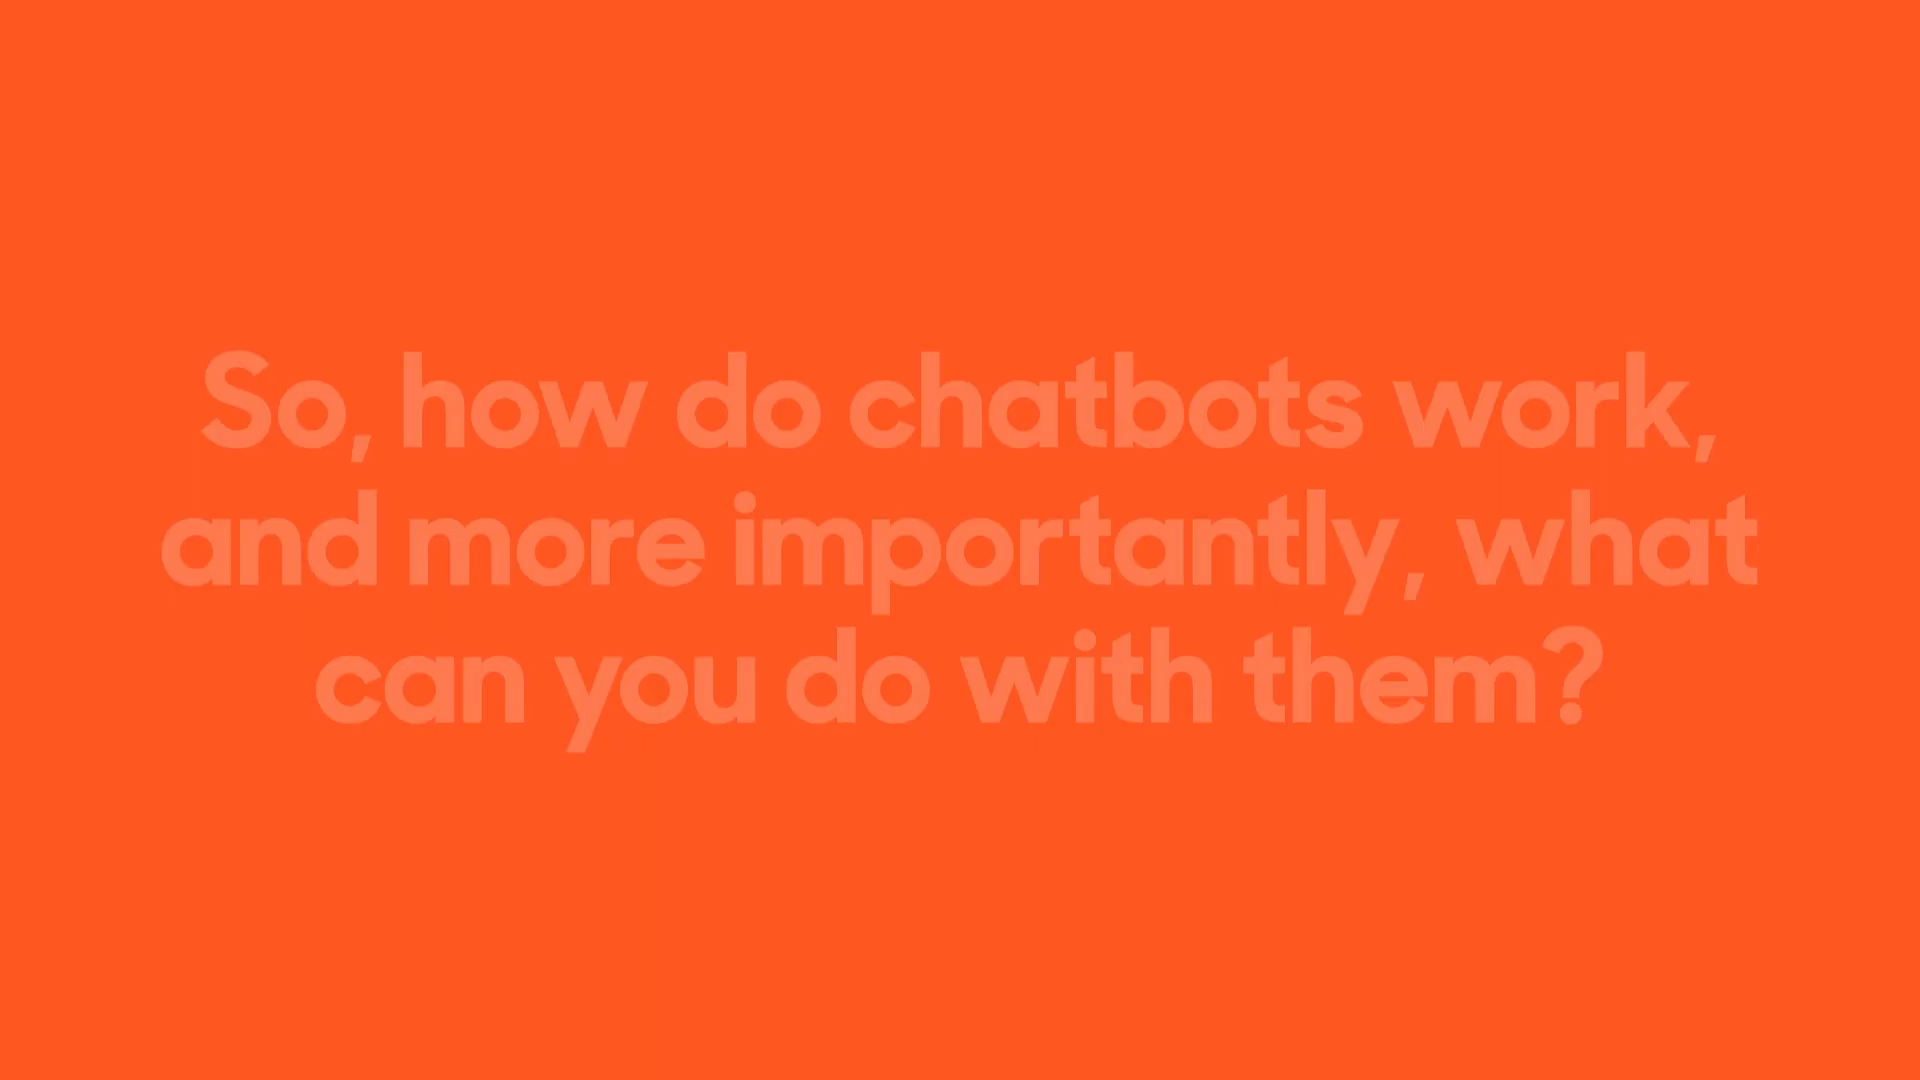 So, how do chatbots work,
and more importantly, what
can you do with them?